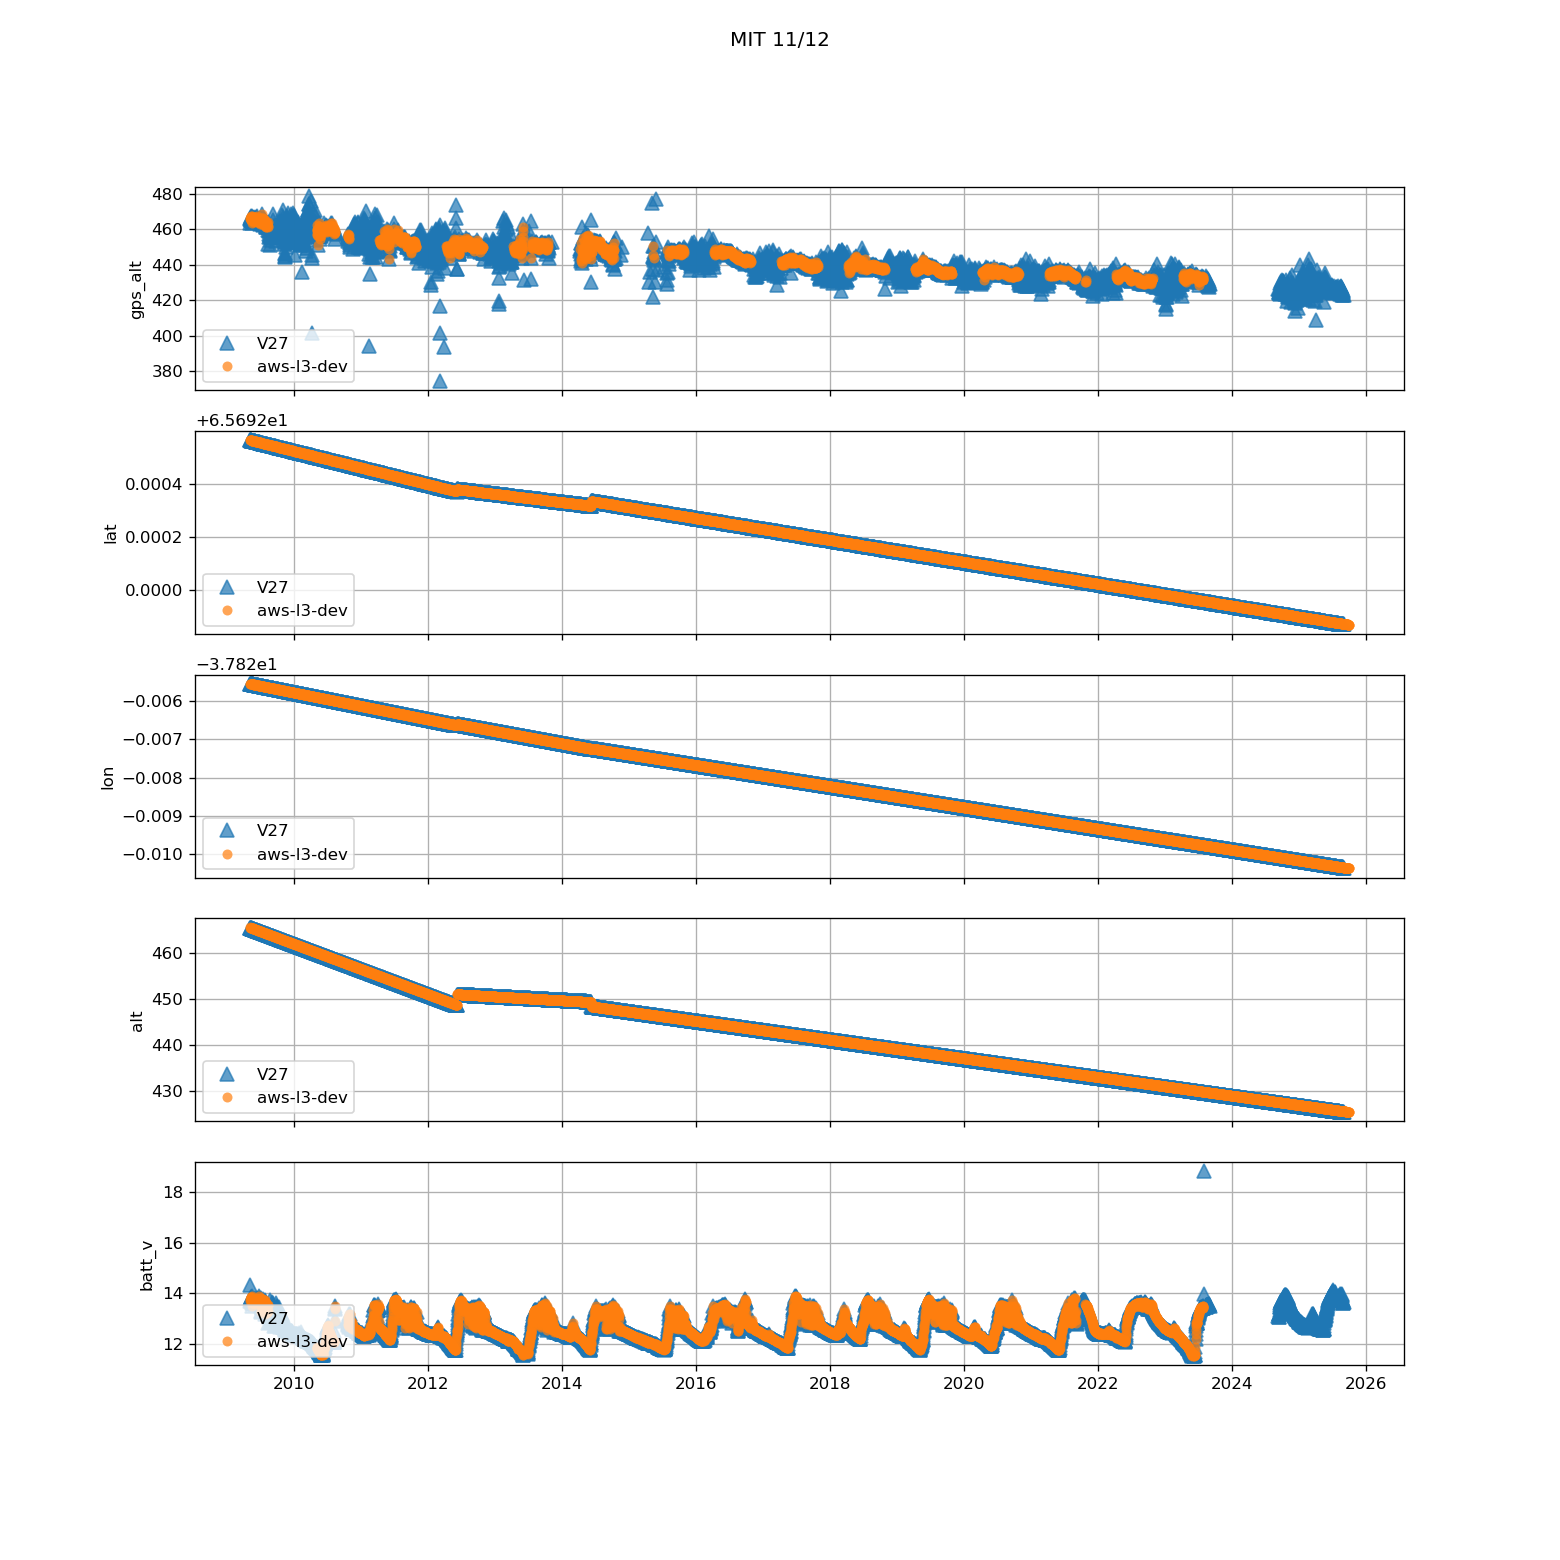 MIT 11/12
480
460
440
420
400
380
gps_alt
V27
aws-l3-dev
+6.5692e1
0.0004
0.0002
0.0000
lat
V27
aws-l3-dev
−3.782e1
−0.006
−0.007
−0.008
−0.009
−0.010
lon
V27
aws-l3-dev
460
450
440
430
alt
V27
aws-l3-dev
18
16
14
12
batt_v
V27
aws-l3-dev
2010 2012 2014 2016 2018 2020 2022 2024 2026